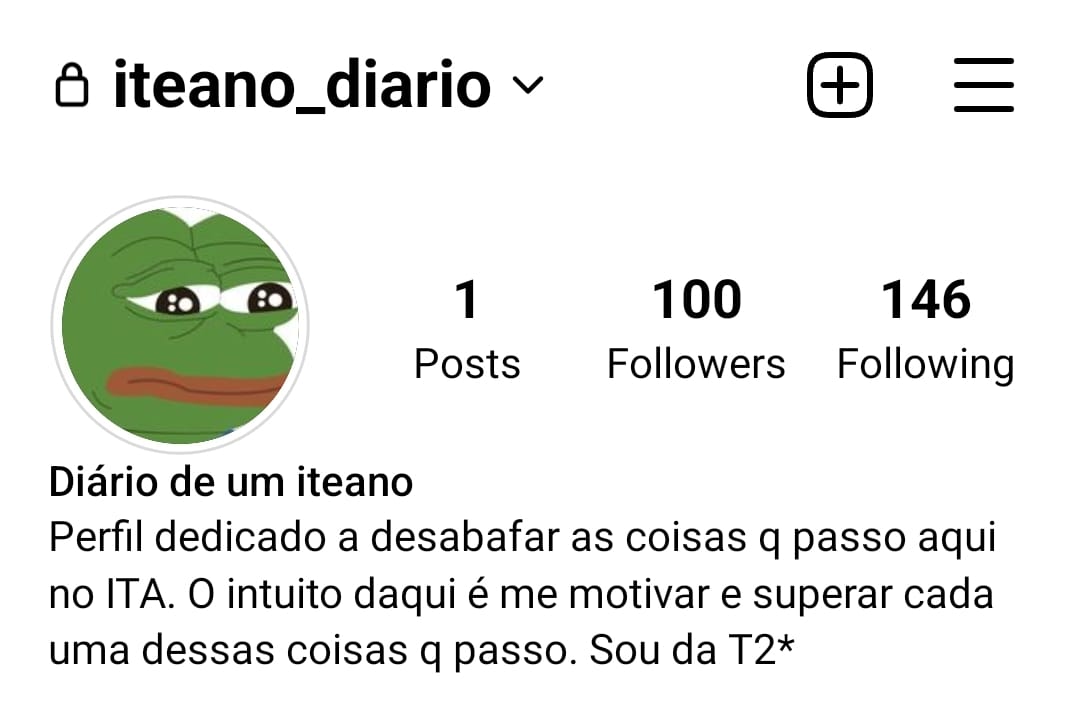 iteano_diario
1 100 146
Posts Followers Following
Diário de um iteano
Perfil dedicado a desabafar as coisas q passo aqui
no ITA. O intuito daqui é me motivar e superar cada
uma dessas coisas q passo. Sou da T2*